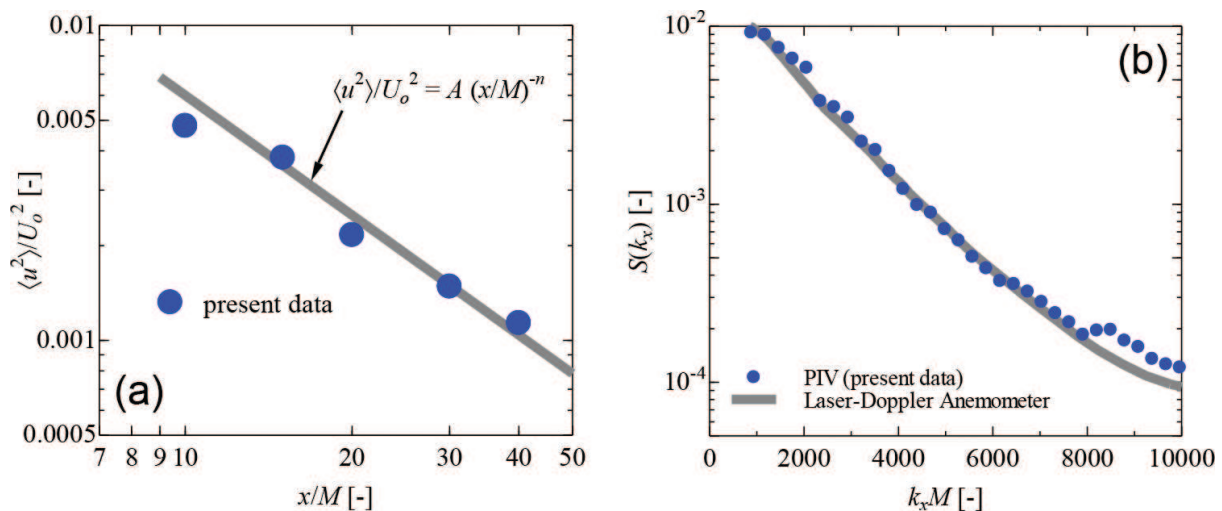 (a)
0.01
0.005
0.001
0.0005
⟨u²⟩/Uₒ² [-]
⟨u²⟩/Uₒ² = A (x/M)⁻ⁿ
present data
7 8 9 10 20 30 40 50
x/M [-]
(b)
10⁻²
10⁻³
10⁻⁴
S(kₓ) [-]
PIV (present data)
Laser-Doppler Anemometer
0 2000 4000 6000 8000 10000
kₓM [-]